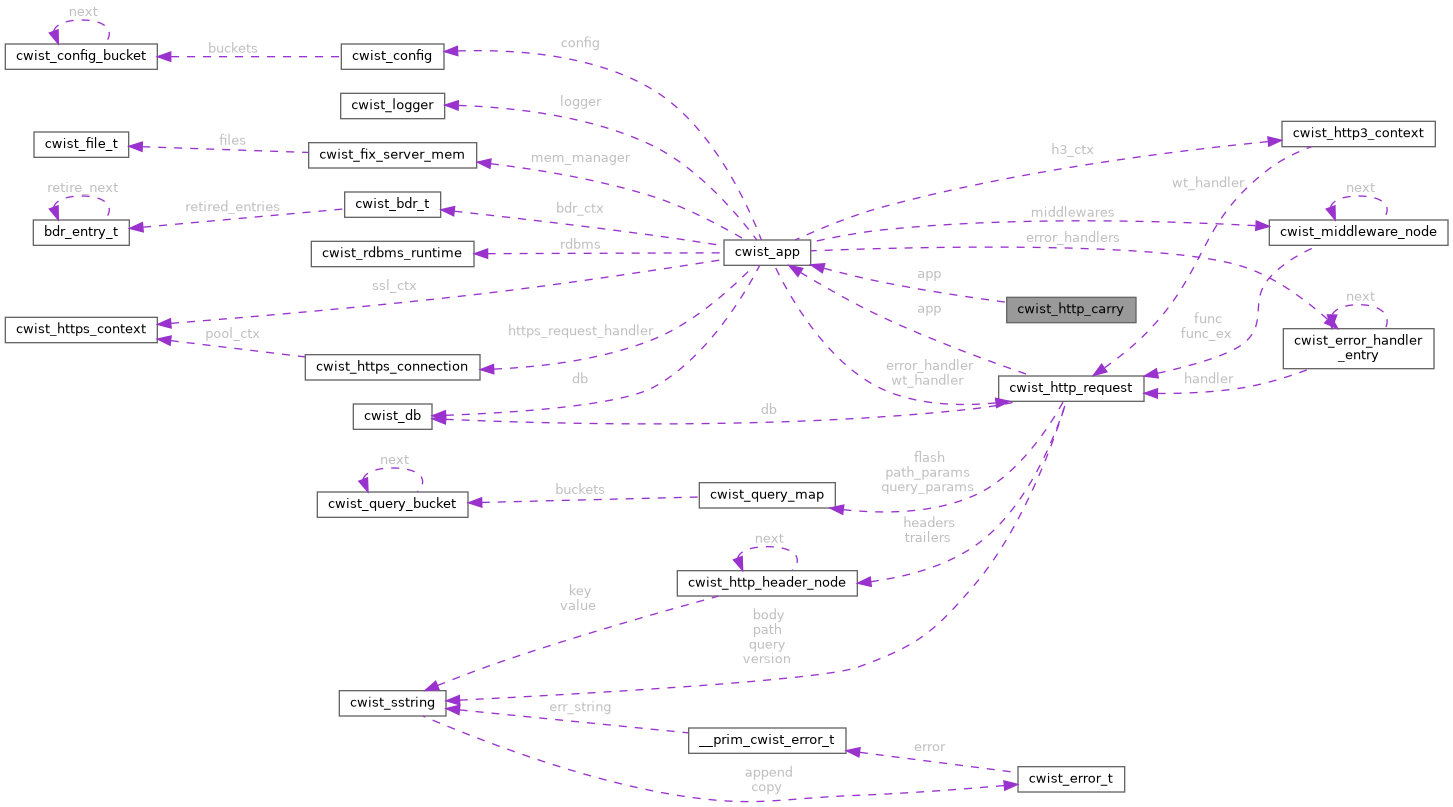 next
cwist_config_bucket
buckets
cwist_config
config
cwist_logger
logger
cwist_file_t
files
cwist_fix_server_mem
mem_manager
retire_next
bdr_entry_t
retired_entries
cwist_bdr_t
bdr_ctx
cwist_rdbms_runtime
rdbms
cwist_app
ssl_ctx
cwist_https_context
pool_ctx
cwist_https_connection
https_request_handler
cwist_db
db
db
h3_ctx
cwist_http3_context
wt_handler
middlewares
next
cwist_middleware_node
error_handlers
app
cwist_http_carry
app
func
func_ex
next
cwist_error_handler
_entry
handler
error_handler
wt_handler
cwist_http_request
next
cwist_query_bucket
buckets
cwist_query_map
flash
path_params
query_params
headers
trailers
next
cwist_http_header_node
key
value
body
path
query
version
cwist_sstring
err_string
__prim_cwist_error_t
error
cwist_error_t
append
copy